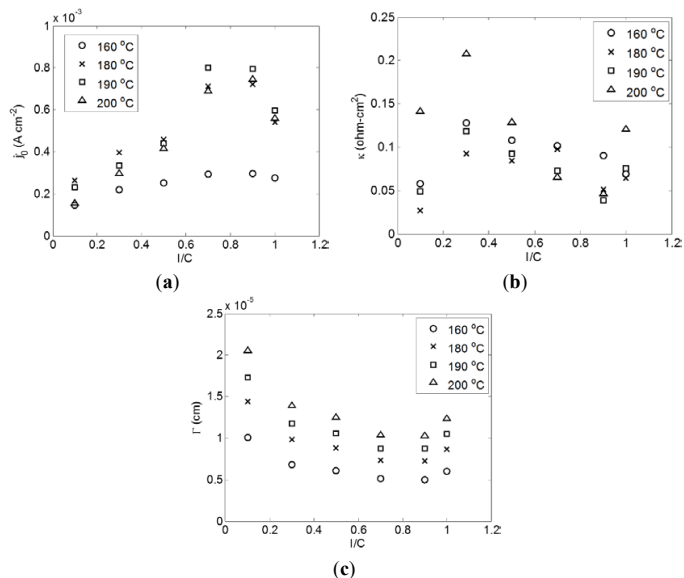 x 10⁻³
1
0.8
0.6
0.4
0.2
0
j₀ (A cm⁻²)
160 °C
180 °C
190 °C
200 °C
0 0.2 0.4 0.6 0.8 1 1.2
I/C
(a)
0.25
0.2
0.15
0.1
0.05
0
κ (ohm-cm²)
160 °C
180 °C
190 °C
200 °C
0 0.2 0.4 0.6 0.8 1 1.2
I/C
(b)
x 10⁻⁵
2.5
2
1.5
1
0.5
0
Γ (cm)
160 °C
180 °C
190 °C
200 °C
0 0.2 0.4 0.6 0.8 1 1.2
I/C
(c)